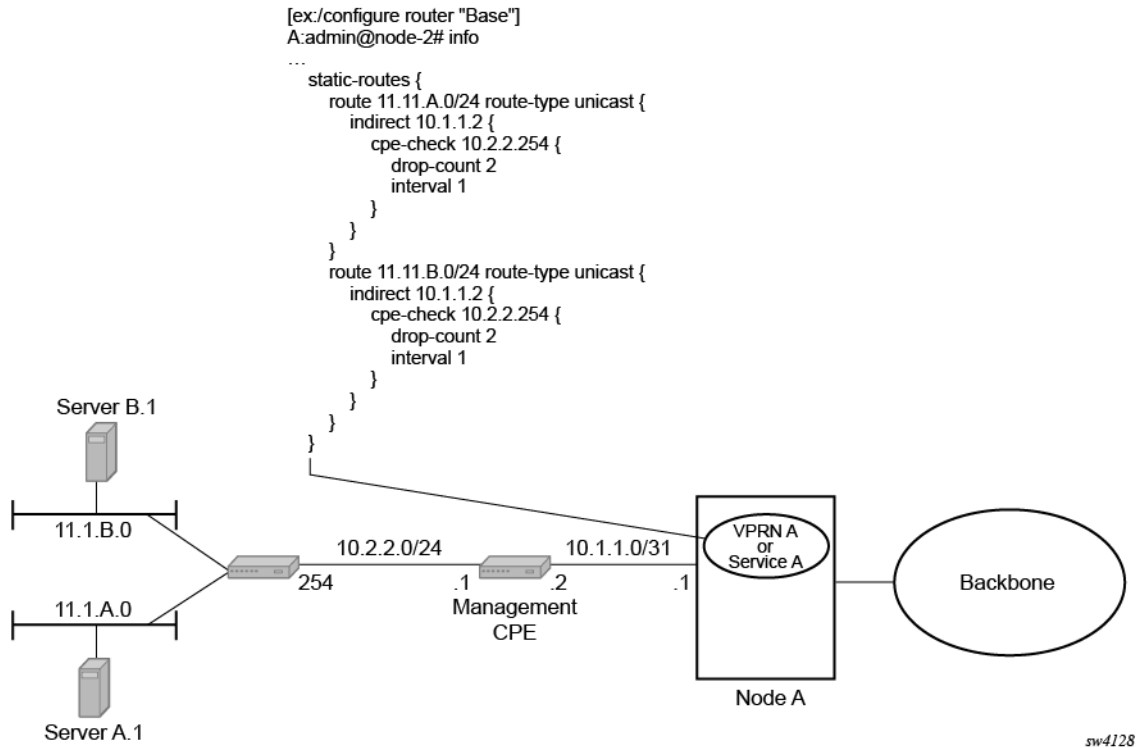 [ex:/configure router "Base"]
A:admin@node-2# info
...
static-routes {
route 11.11.A.0/24 route-type unicast {
indirect 10.1.1.2 {
cpe-check 10.2.2.254 {
drop-count 2
interval 1
}
}
}
route 11.11.B.0/24 route-type unicast {
indirect 10.1.1.2 {
cpe-check 10.2.2.254 {
drop-count 2
interval 1
}
}
}
}
Server B.1
11.1.B.0
11.1.A.0
Server A.1
254
10.2.2.0/24
.1
Management
CPE
.2
10.1.1.0/31
.1
VPRN A
or
Service A
Node A
Backbone
sw4128